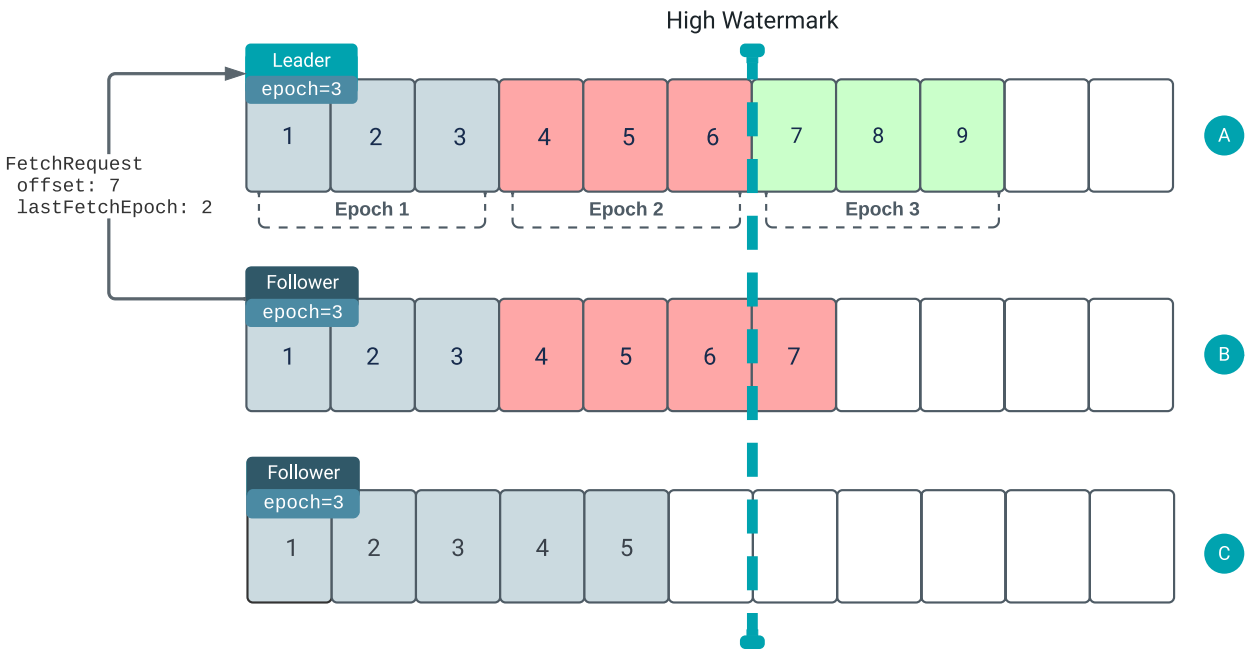 High Watermark
Leader
epoch=3
1 2 3 4 5 6 7 8 9
A
FetchRequest
offset: 7
lastFetchEpoch: 2
Epoch 1 Epoch 2 Epoch 3
Follower
epoch=3
1 2 3 4 5 6 7
B
Follower
epoch=3
1 2 3 4 5
C